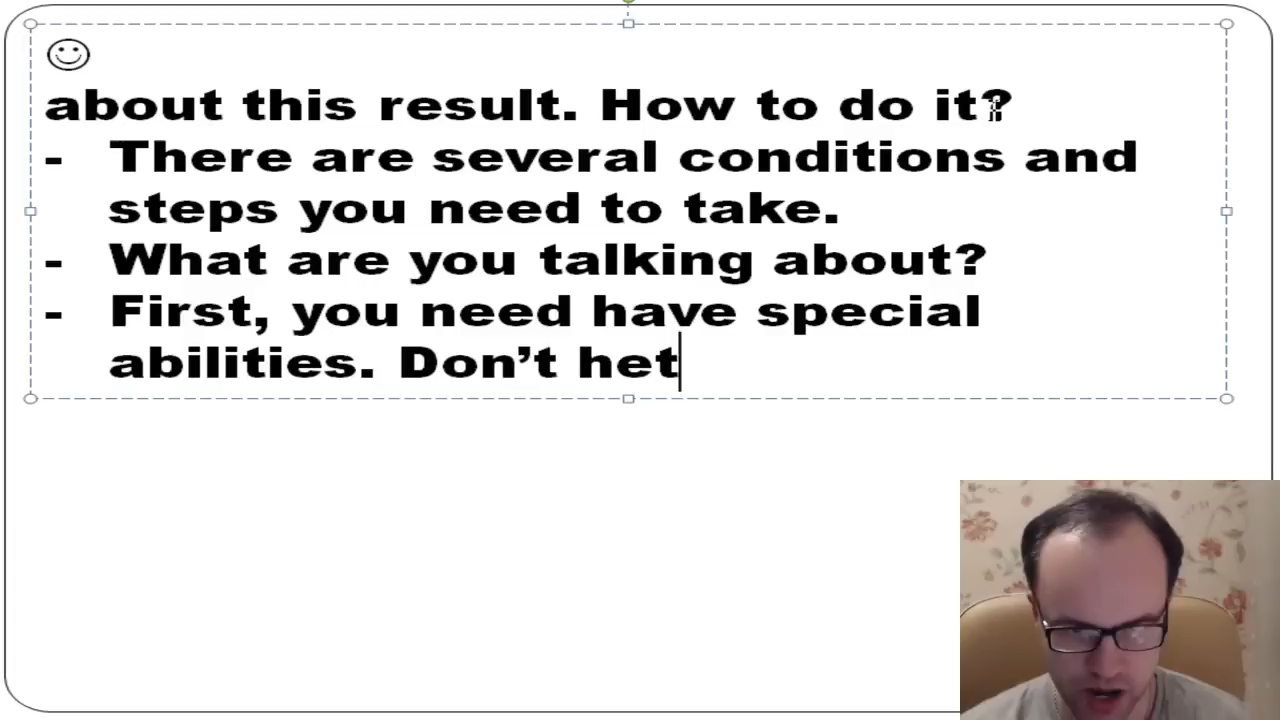 about this result. How to do it?
- There are several conditions and
steps you need to take.
- What are you talking about?
- First, you need have special
abilities. Don’t het